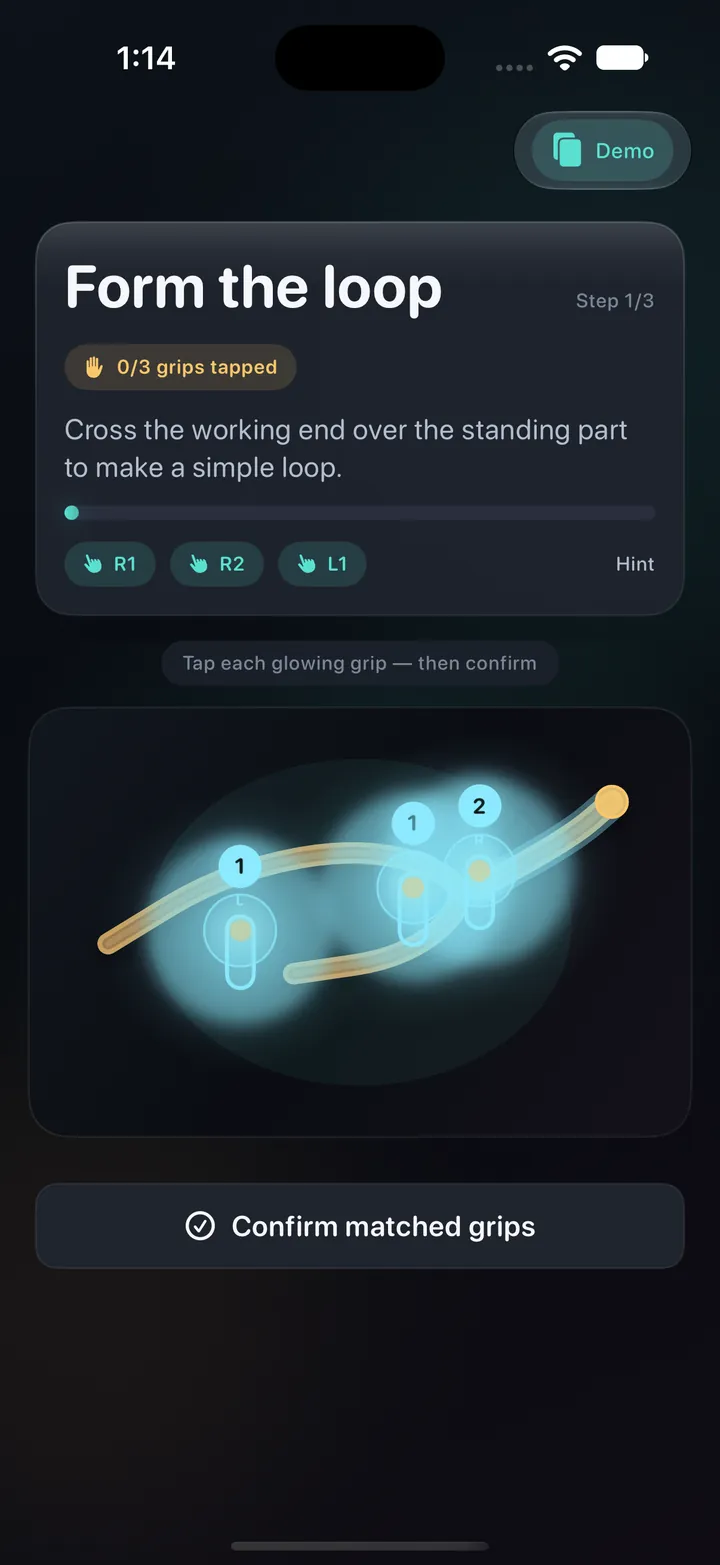 1:14
Demo
Form the loop
Step 1/3
0/3 grips tapped
Cross the working end over the standing part
to make a simple loop.
R1
R2
L1
Hint
Tap each glowing grip — then confirm
2
1
1
L
Confirm matched grips